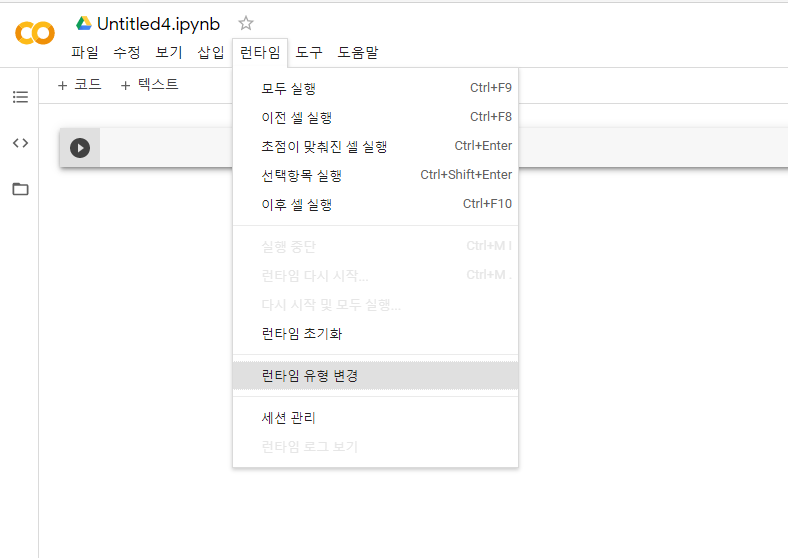 Untitled4.ipynb
파일 수정 보기 삽입 런타임 도구 도움말
+ 코드 + 텍스트
모두 실행 Ctrl+F9
이전 셀 실행 Ctrl+F8
초점이 맞춰진 셀 실행 Ctrl+Enter
선택항목 실행 Ctrl+Shift+Enter
이후 셀 실행 Ctrl+F10
실행 중단 Ctrl+M I
런타임 다시 시작... Ctrl+M .
다시 시작 및 모두 실행...
런타임 초기화
런타임 유형 변경
세션 관리
런타임 로그 보기